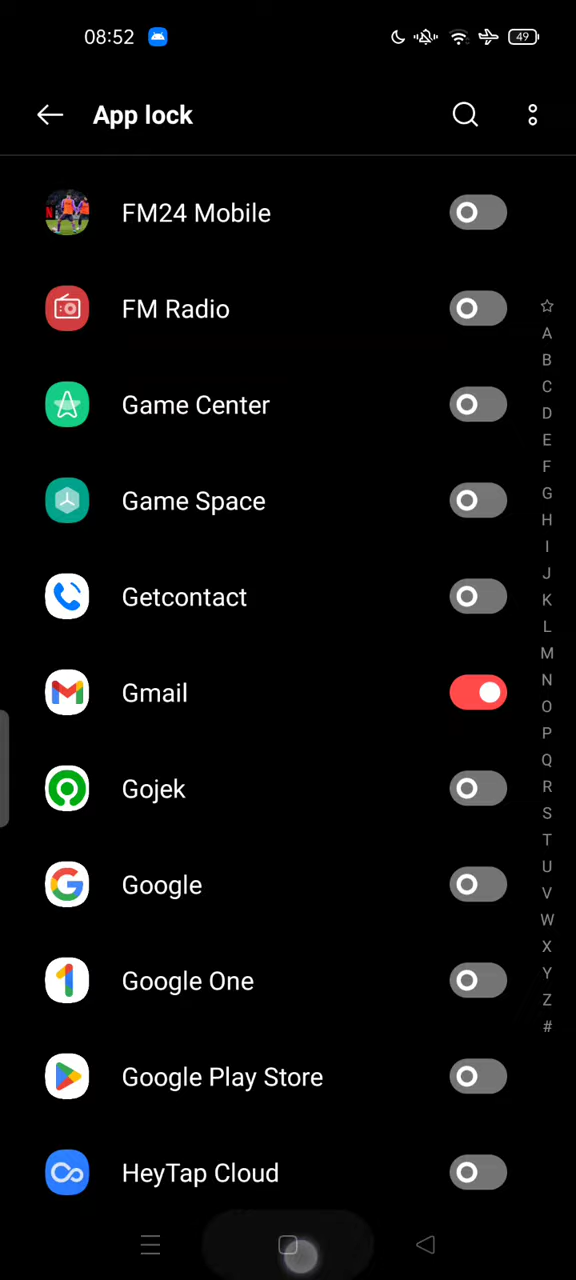 08:52
49
App lock
FM24 Mobile
FM Radio
Game Center
Game Space
Getcontact
Gmail
Gojek
Google
Google One
Google Play Store
HeyTap Cloud
A
B
C
D
E
F
G
H
I
J
K
L
M
N
O
P
Q
R
S
T
U
V
W
X
Y
Z
#